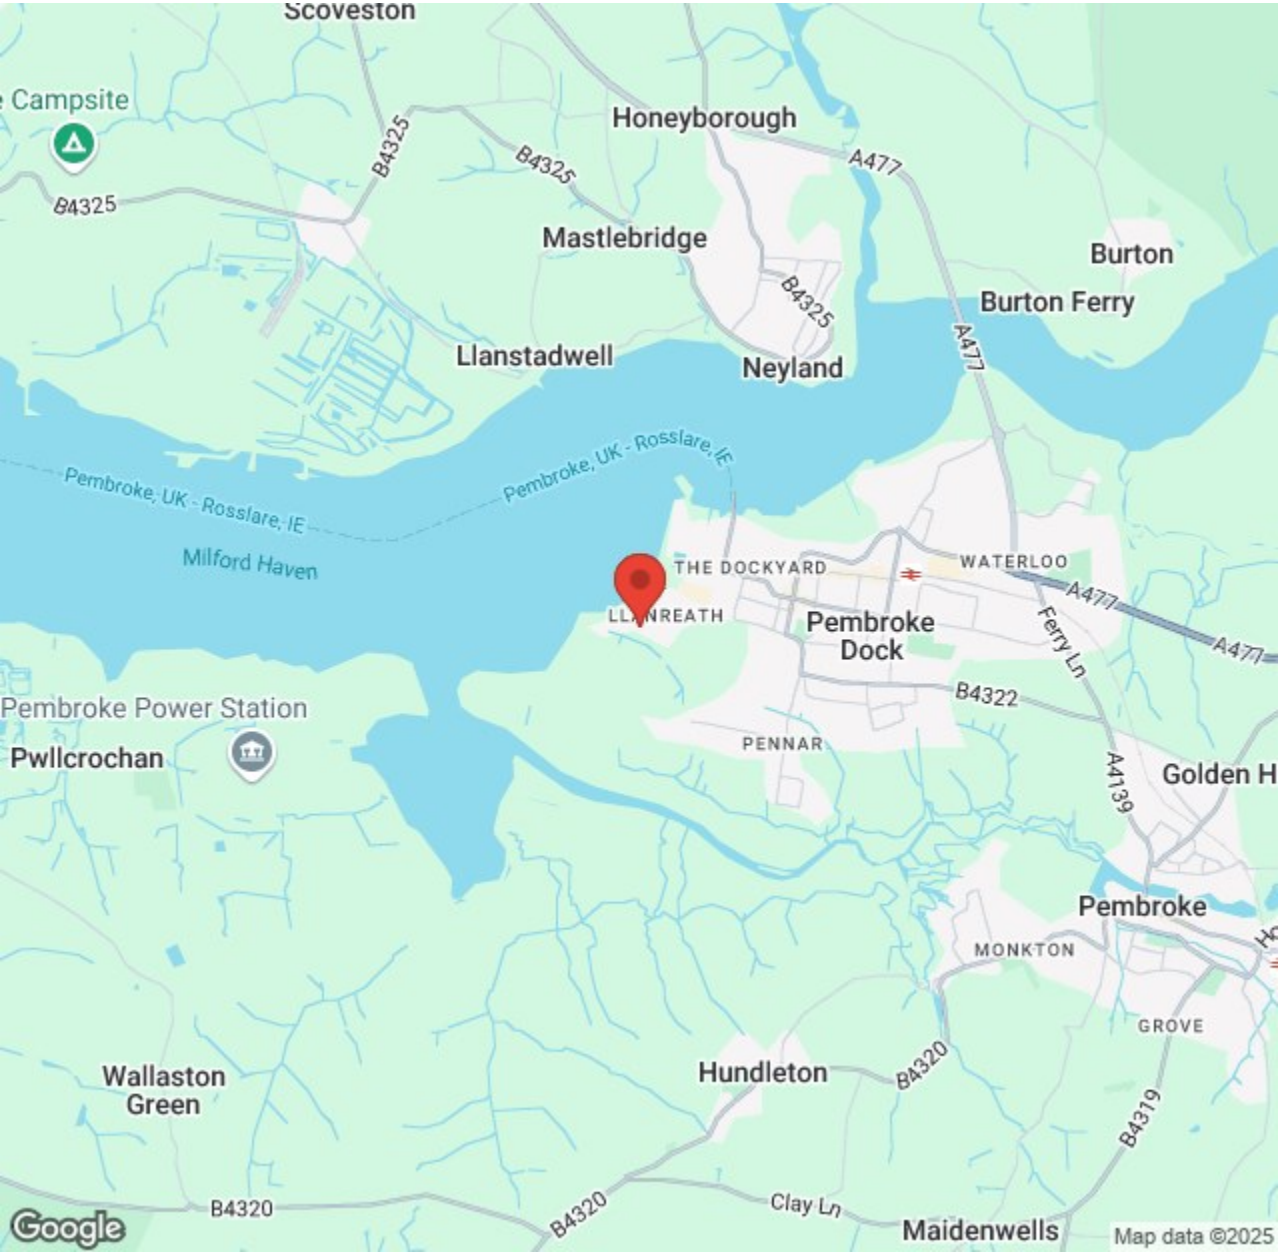 Scoveston
e Campsite
Honeyborough
B4325
B4325
A477
B4325
Mastlebridge
Burton
B4325
Burton Ferry
A477
Llanstadwell
Neyland
Pembroke, UK - Rosslare, IE
Pembroke, UK - Rosslare, IE
Milford Haven
THE DOCKYARD
WATERLOO
A477
LLANREATH
Pembroke
Dock
Ferry Ln
A477
B4322
Pembroke Power Station
Pwllcrochan
PENNAR
A4139
Golden H
Pembroke
MONKTON
GROVE
Wallaston
Green
Hundleton
B4320
B4319
B4320
B4320
Clay Ln
Maidenwells
Google
Map data ©2025